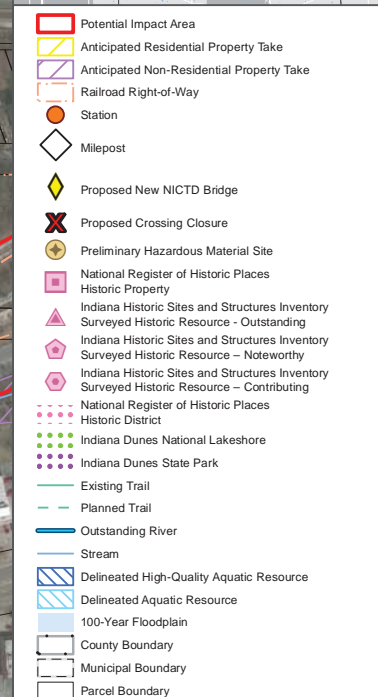 Potential Impact Area
Anticipated Residential Property Take
Anticipated Non-Residential Property Take
Railroad Right-of-Way
Station
Milepost
Proposed New NICTD Bridge
Proposed Crossing Closure
Preliminary Hazardous Material Site
National Register of Historic Places
Historic Property
Indiana Historic Sites and Structures Inventory
Surveyed Historic Resource - Outstanding
Indiana Historic Sites and Structures Inventory
Surveyed Historic Resource – Noteworthy
Indiana Historic Sites and Structures Inventory
Surveyed Historic Resource – Contributing
National Register of Historic Places
Historic District
Indiana Dunes National Lakeshore
Indiana Dunes State Park
Existing Trail
Planned Trail
Outstanding River
Stream
Delineated High-Quality Aquatic Resource
Delineated Aquatic Resource
100-Year Floodplain
County Boundary
Municipal Boundary
Parcel Boundary